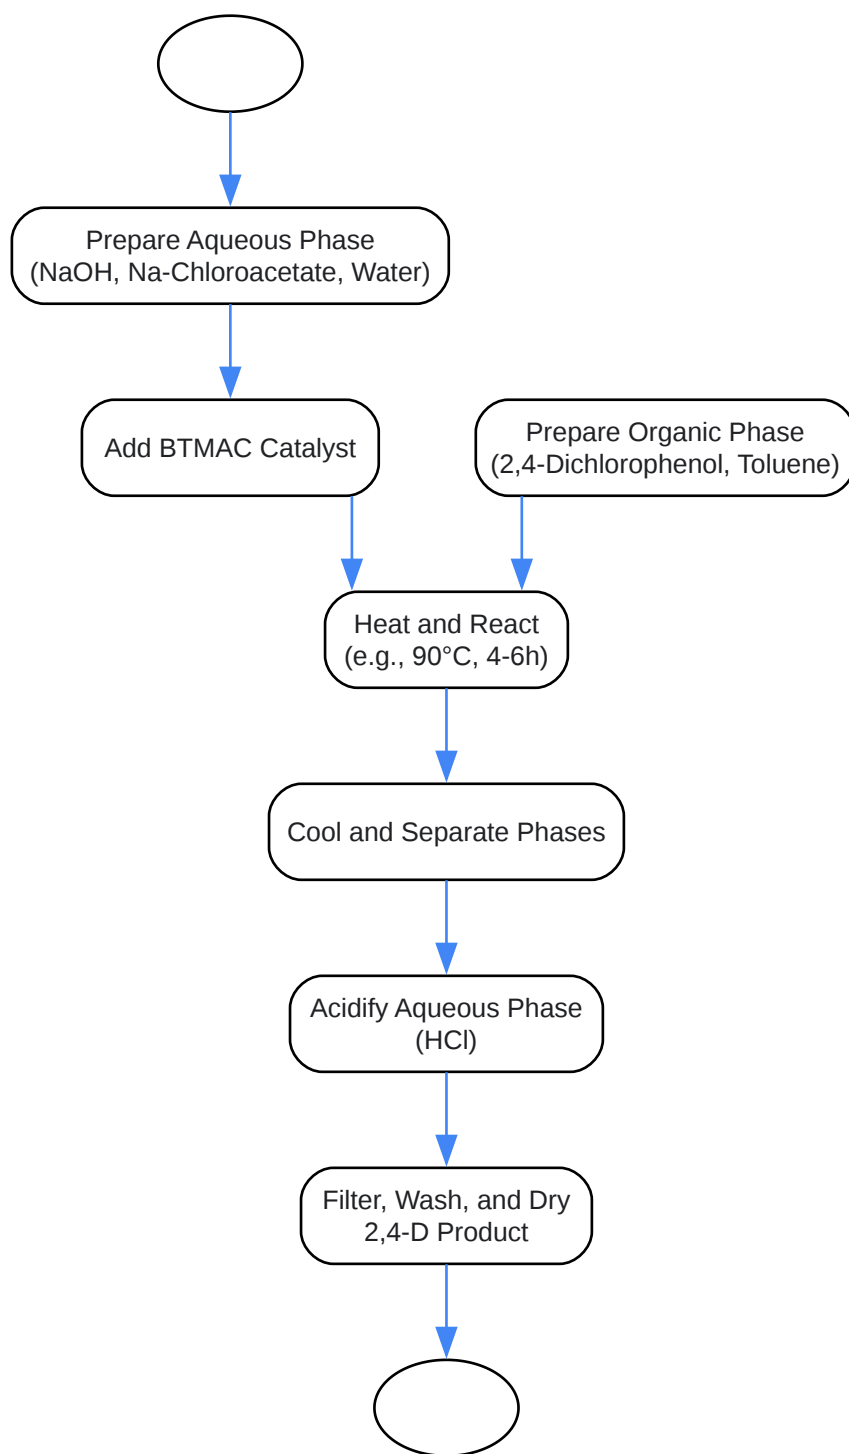 Prepare Aqueous Phase
(NaOH, Na-Chloroacetate, Water)
Add BTMAC Catalyst
Prepare Organic Phase
(2,4-Dichlorophenol, Toluene)
Heat and React
(e.g., 90°C, 4-6h)
Cool and Separate Phases
Acidify Aqueous Phase
(HCl)
Filter, Wash, and Dry
2,4-D Product